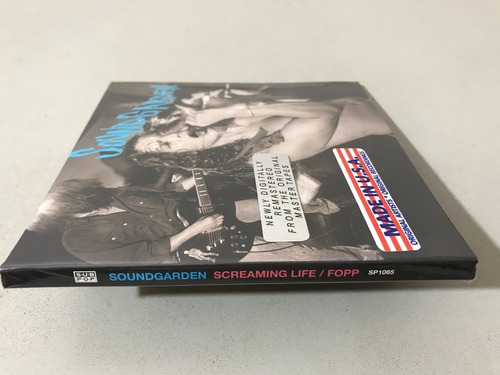 SOUNDGARDEN
NEWLY DIGITALLY
REMASTERED
FROM THE ORIGINAL
MASTER TAPES
MADE IN U.S.A.
SUB
POP
SOUNDGARDEN SCREAMING LIFE / FOPP SP1065